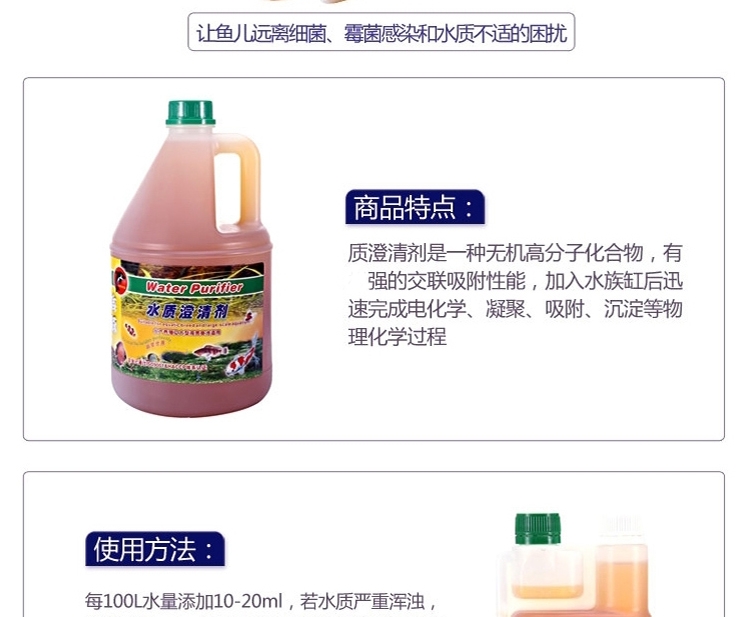 让鱼儿远离细菌、霉菌感染和水质不适的困扰
商品特点：
质澄清剂是一种无机高分子化合物，有
强的交联吸附性能，加入水族缸后迅
速完成电化学、凝聚、吸附、沉淀等物
理化学过程
Water Purifier
水质澄清剂
使用方法：
每100L水量添加10-20ml，若水质严重浑浊，